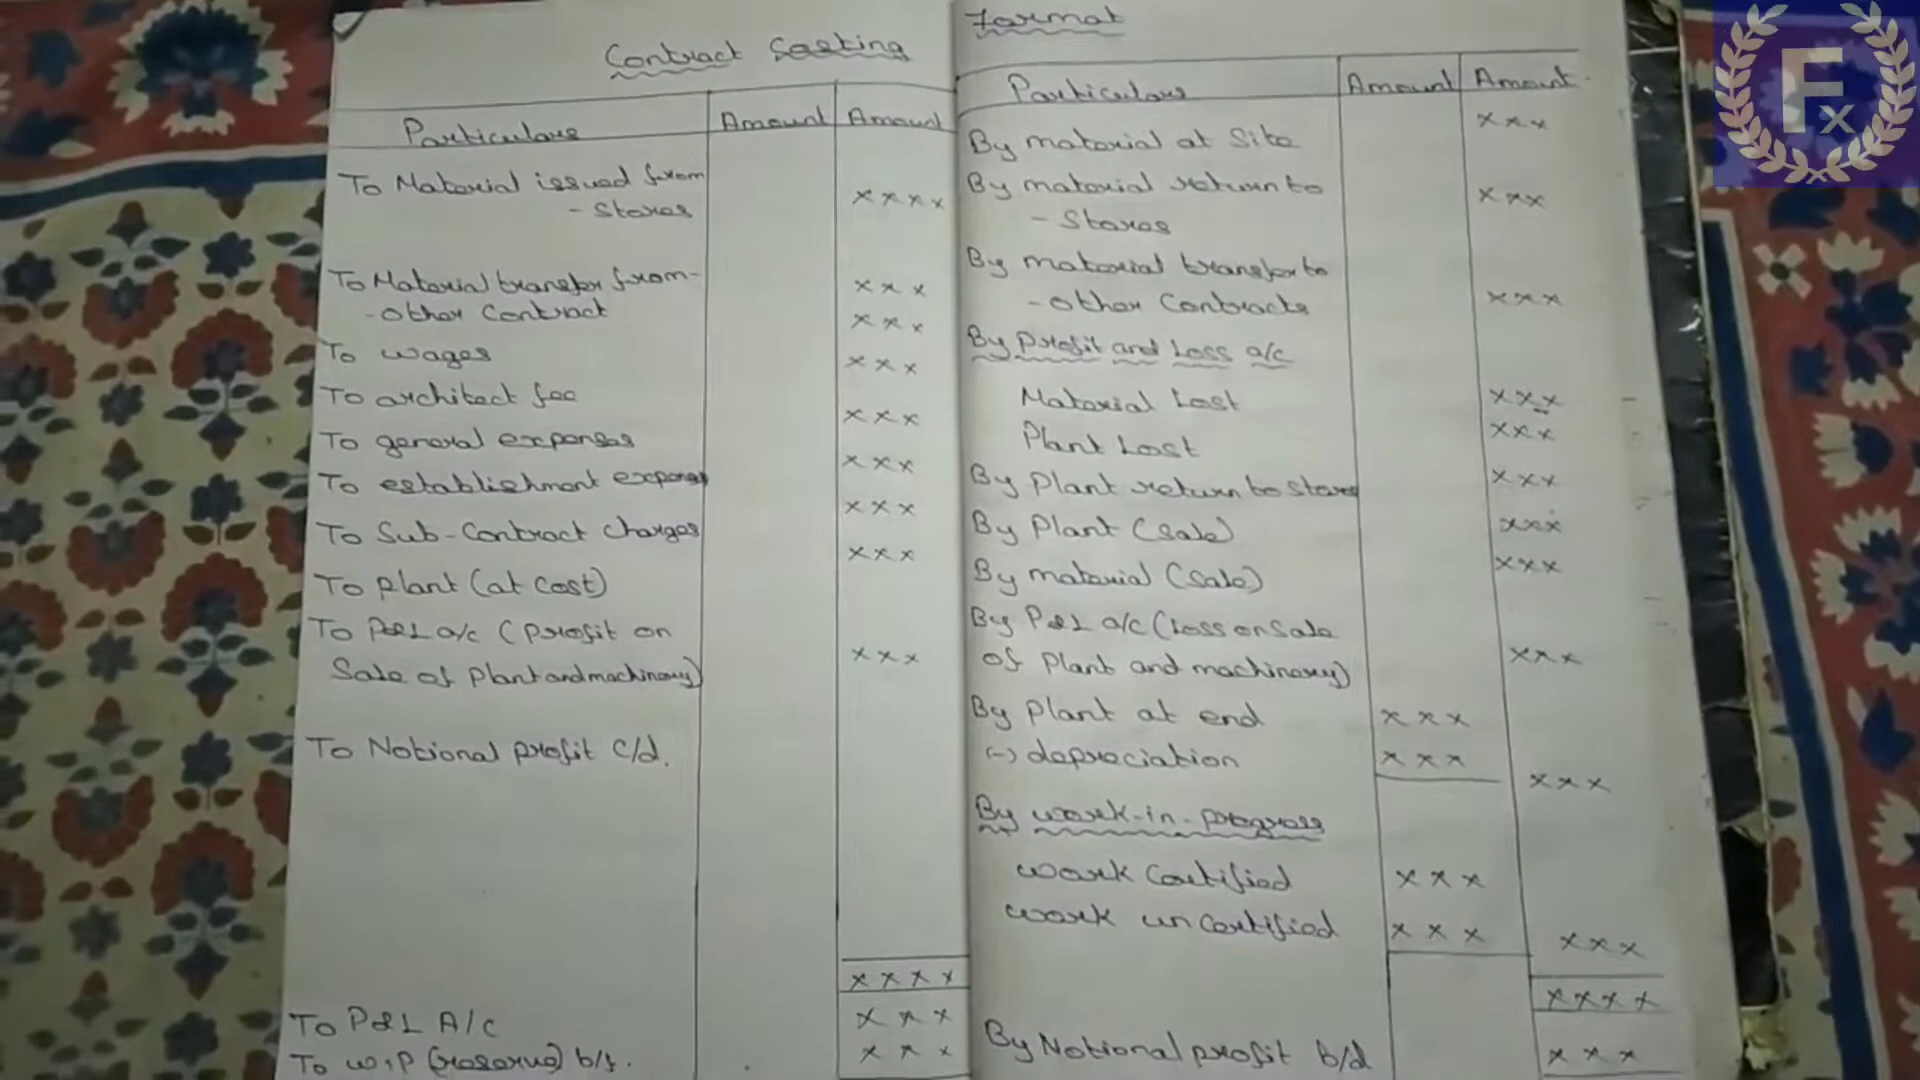 Contract Costing
Format
Particulars Amount Amount
To Material issued from
- Stores xxxx
To Material transfer from - xxx
- Other Contract xxx
To wages xxx
To architect fee xxx
To general expenses xxx
To establishment expenses xxx
To Sub-Contract charges xxx
To plant (at cost)
To P&L a/c (profit on xxx
Sale of plant and machinery)
To Notional profit c/d.
xxxx
To P&L A/c xxx
To W.I.P (reserve) b/f. xxx
Particulars Amount Amount
By material at Site xxx
By material return to xxx
- Stores
By material transfer to
- Other Contracts xxx
By profit and Loss a/c
Material Lost xxx
Plant Lost xxx
By Plant return to store xxx
By Plant (Sale) xxx
By material (Sale) xxx
By P&L a/c (Loss on Sale
of plant and machinery) xxx
By Plant at end xxx
(-) depreciation xxx xxx
By work-in-progress
work Certified xxx
work uncertified xxx xxx
xxxx
By Notional profit b/d xxx
F
x